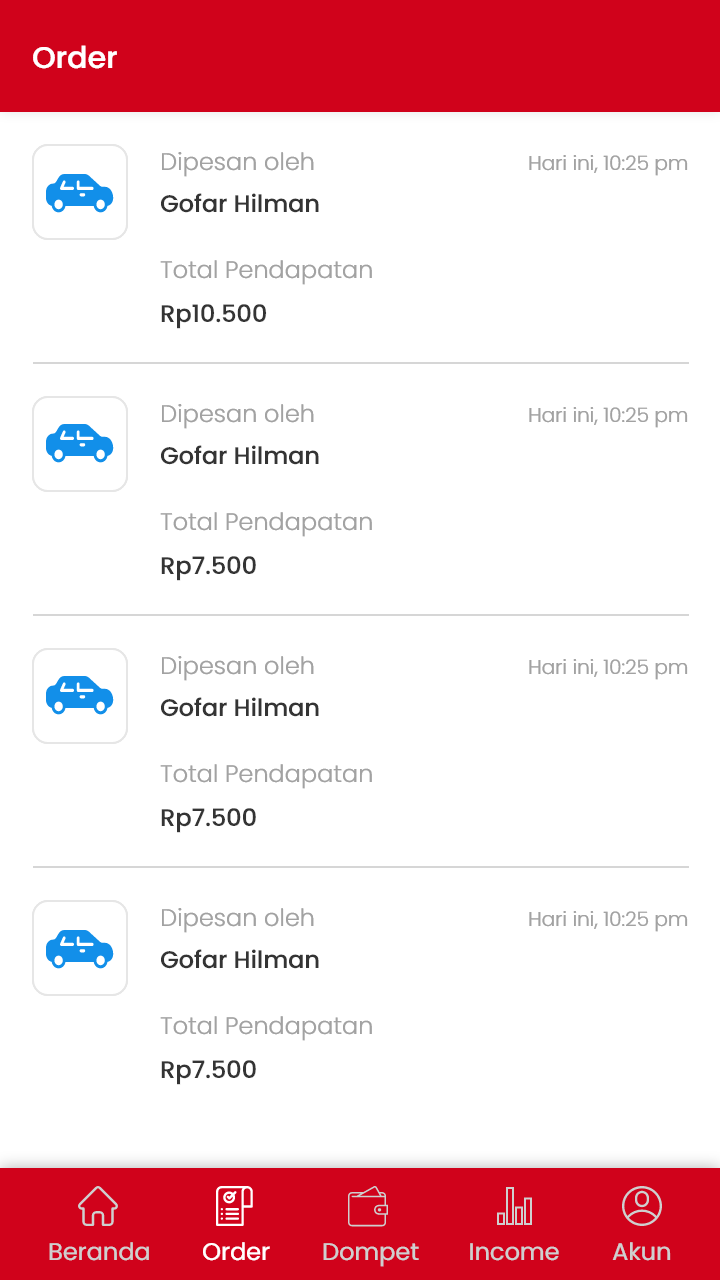 Order
Dipesan oleh
Hari ini, 10:25 pm
Gofar Hilman
Total Pendapatan
Rp10.500
Dipesan oleh
Hari ini, 10:25 pm
Gofar Hilman
Total Pendapatan
Rp7.500
Dipesan oleh
Hari ini, 10:25 pm
Gofar Hilman
Total Pendapatan
Rp7.500
Dipesan oleh
Hari ini, 10:25 pm
Gofar Hilman
Total Pendapatan
Rp7.500
Beranda
Order
Dompet
Income
Akun